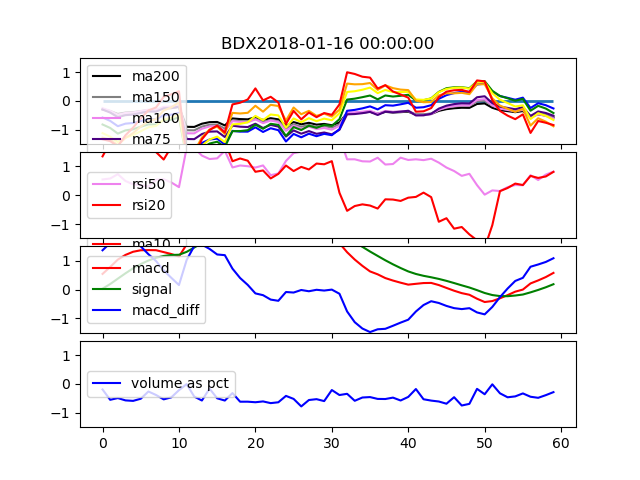 BDX2018-01-16 00:00:00
1
0
−1
ma200
ma150
ma100
ma75
1
0
−1
rsi50
rsi20
ma10
1
0
−1
macd
signal
macd_diff
1
0
−1
volume as pct
0 10 20 30 40 50 60